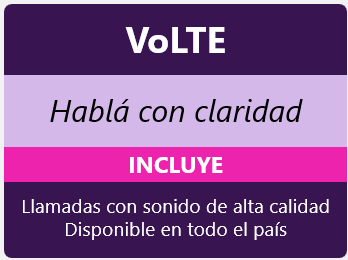 VoLTE
Hablá con claridad
INCLUYE
Llamadas con sonido de alta calidad
Disponible en todo el país